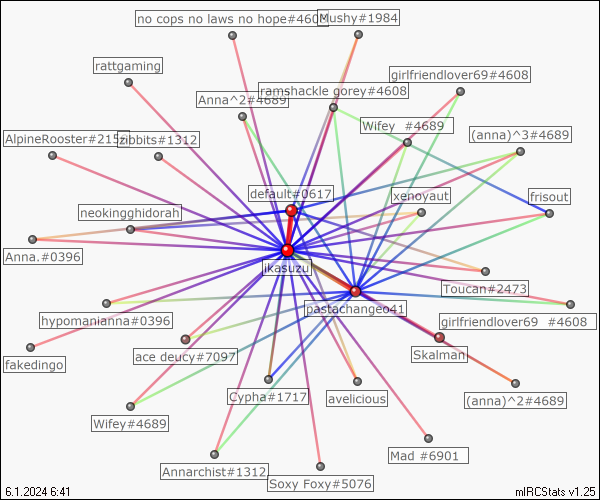 no cops no laws no hope#4608
Mushy#1984
rattgaming
girlfriendlover69#4608
ramshackle gorey#4608
Anna^2#4689
Wifey #4689
AlpineRooster#215
zibbits#1312
(anna)^3#4689
default#0617
xenoyaut
frisout
neokingghidorah
Anna.#0396
jkasuzu
Toucan#2473
pastachangeo41
hypomanianna#0396
girlfriendlover69 #4608
ace deucy#7097
Skalman
fakedingo
Cypha#1717
avelicious
(anna)^2#4689
Wifey#4689
Mad #6901
Annarchist#1312
Soxy Foxy#5076
6.1.2024 6:41
mIRCStats v1.25